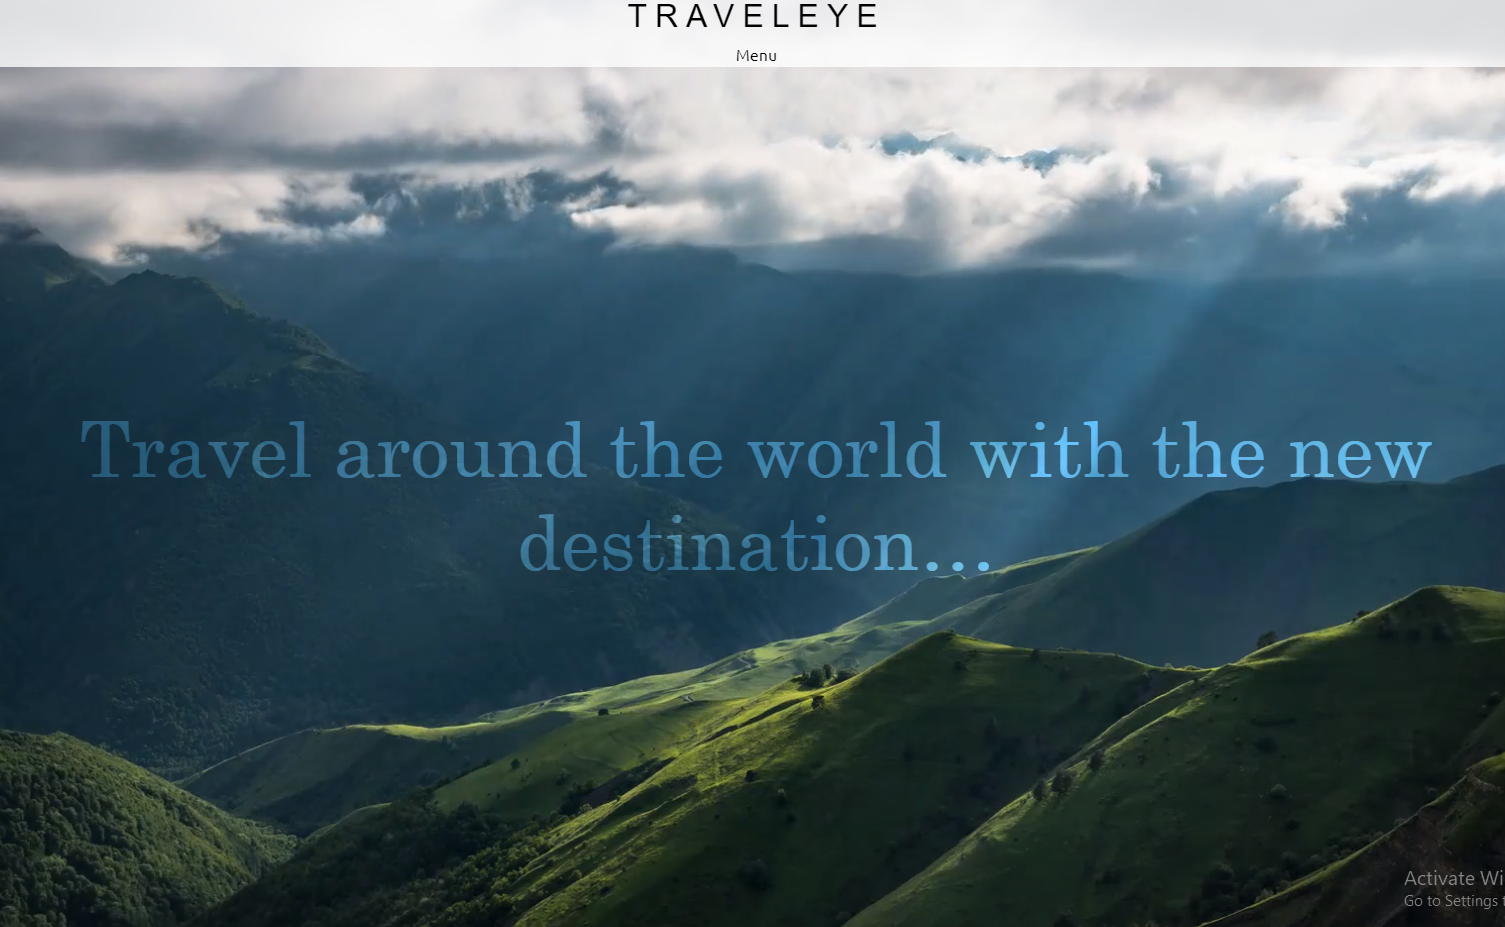 TRAVELEYE
Menu
Travel around the world with the new
destination...
Activate Wi
Go to Settings t